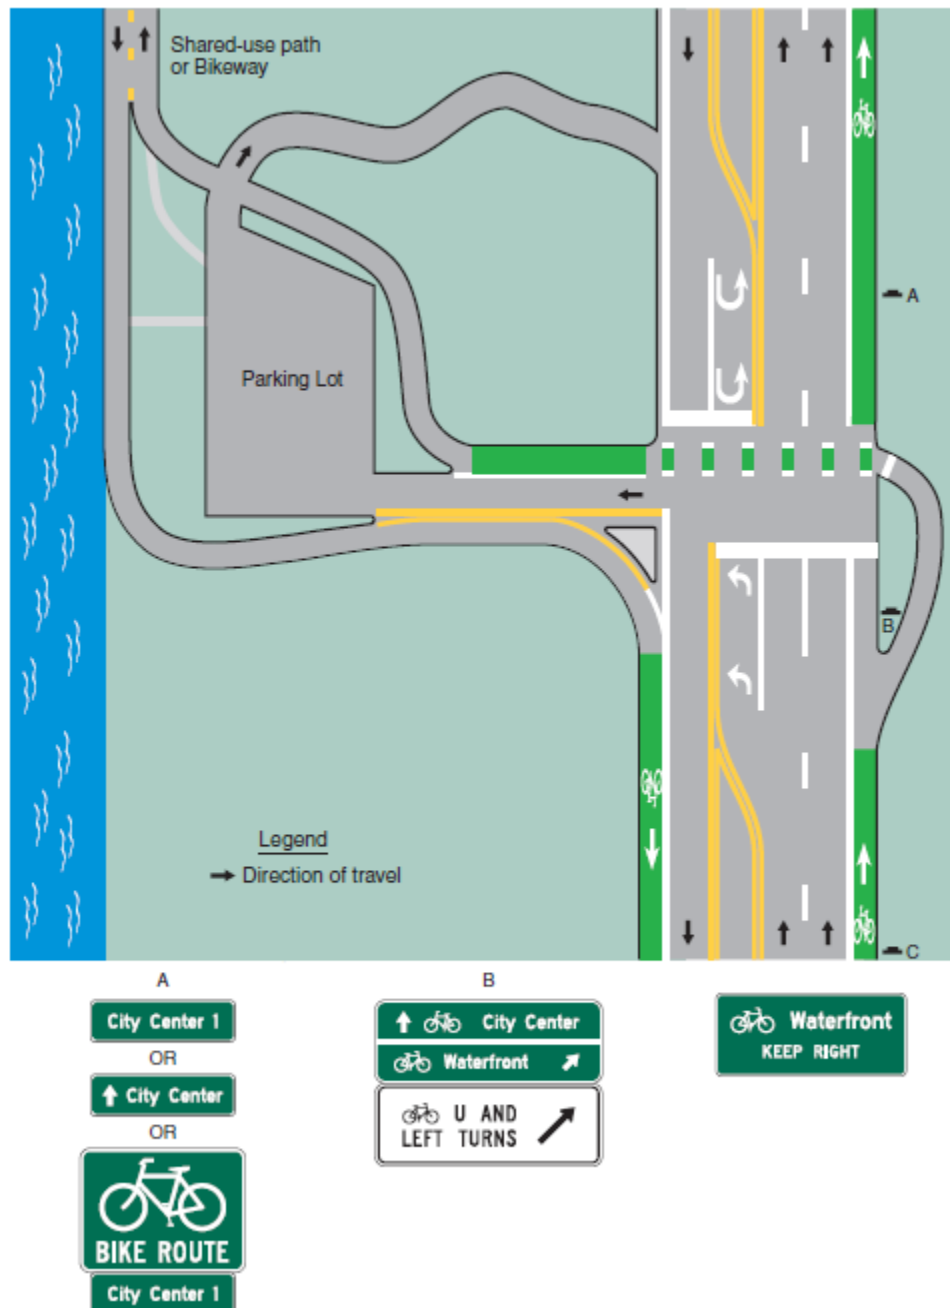 Shared-use path
or Bikeway
A
Parking Lot
B
Legend
Direction of travel
C
A
City Center 1
OR
City Center
OR
BIKE ROUTE
City Center 1
B
City Center
Waterfront
U AND
LEFT TURNS
Waterfront
KEEP RIGHT